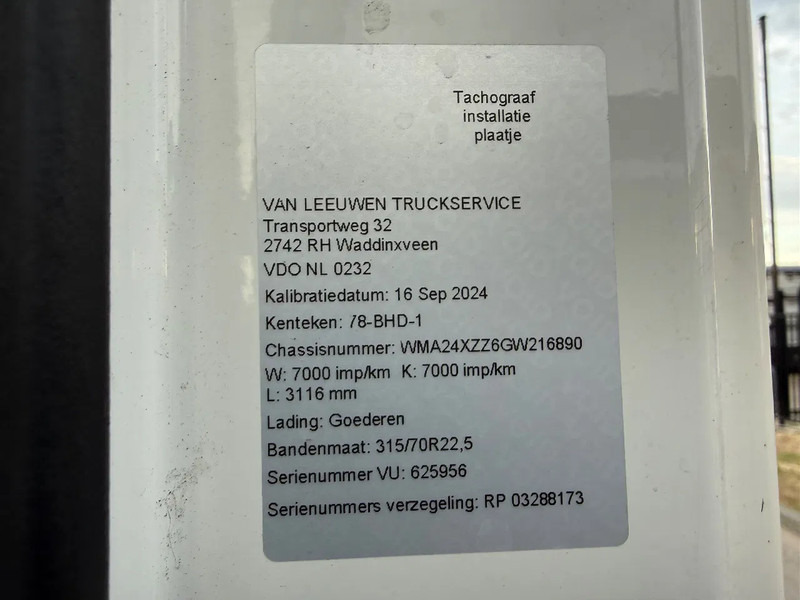 Tachograaf
installatie
plaatje
VAN LEEUWEN TRUCKSERVICE
Transportweg 32
2742 RH Waddinxveen
VDO NL 0232
Kalibratiedatum: 16 Sep 2024
Kenteken: 78-BHD-1
Chassisnummer: WMA24XZZ6GW216890
W: 7000 imp/km K: 7000 imp/km
L: 3116 mm
Lading: Goederen
Bandenmaat: 315/70R22,5
Serienummer VU: 625956
Serienummers verzegeling: RP 03288173